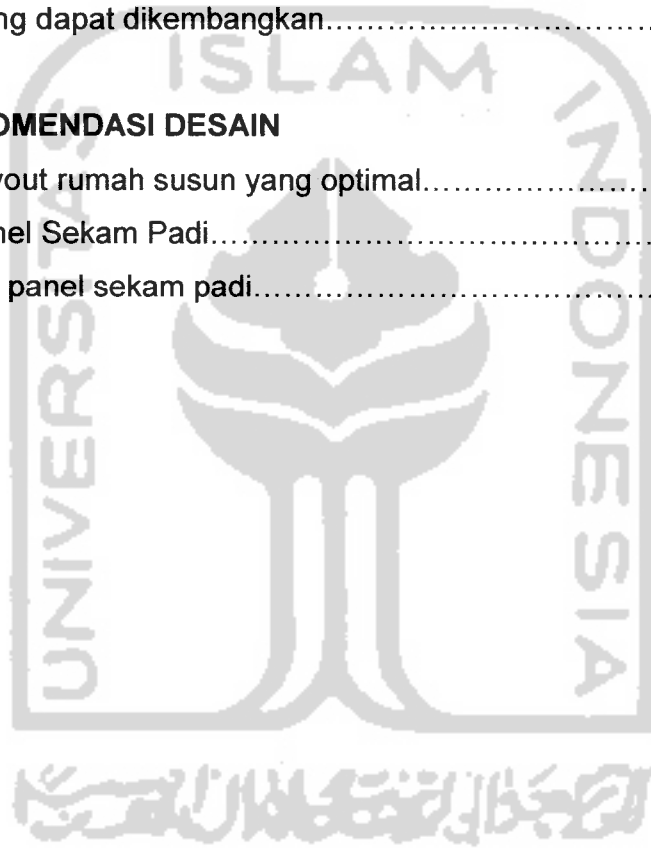 ng dapat dikembangkan....................................
OMENDASI DESAIN
yout rumah susun yang optimal..........................
nel Sekam Padi.................................................
panel sekam padi............................................
UNIVERSITAS
ISLAM
INDONESIA